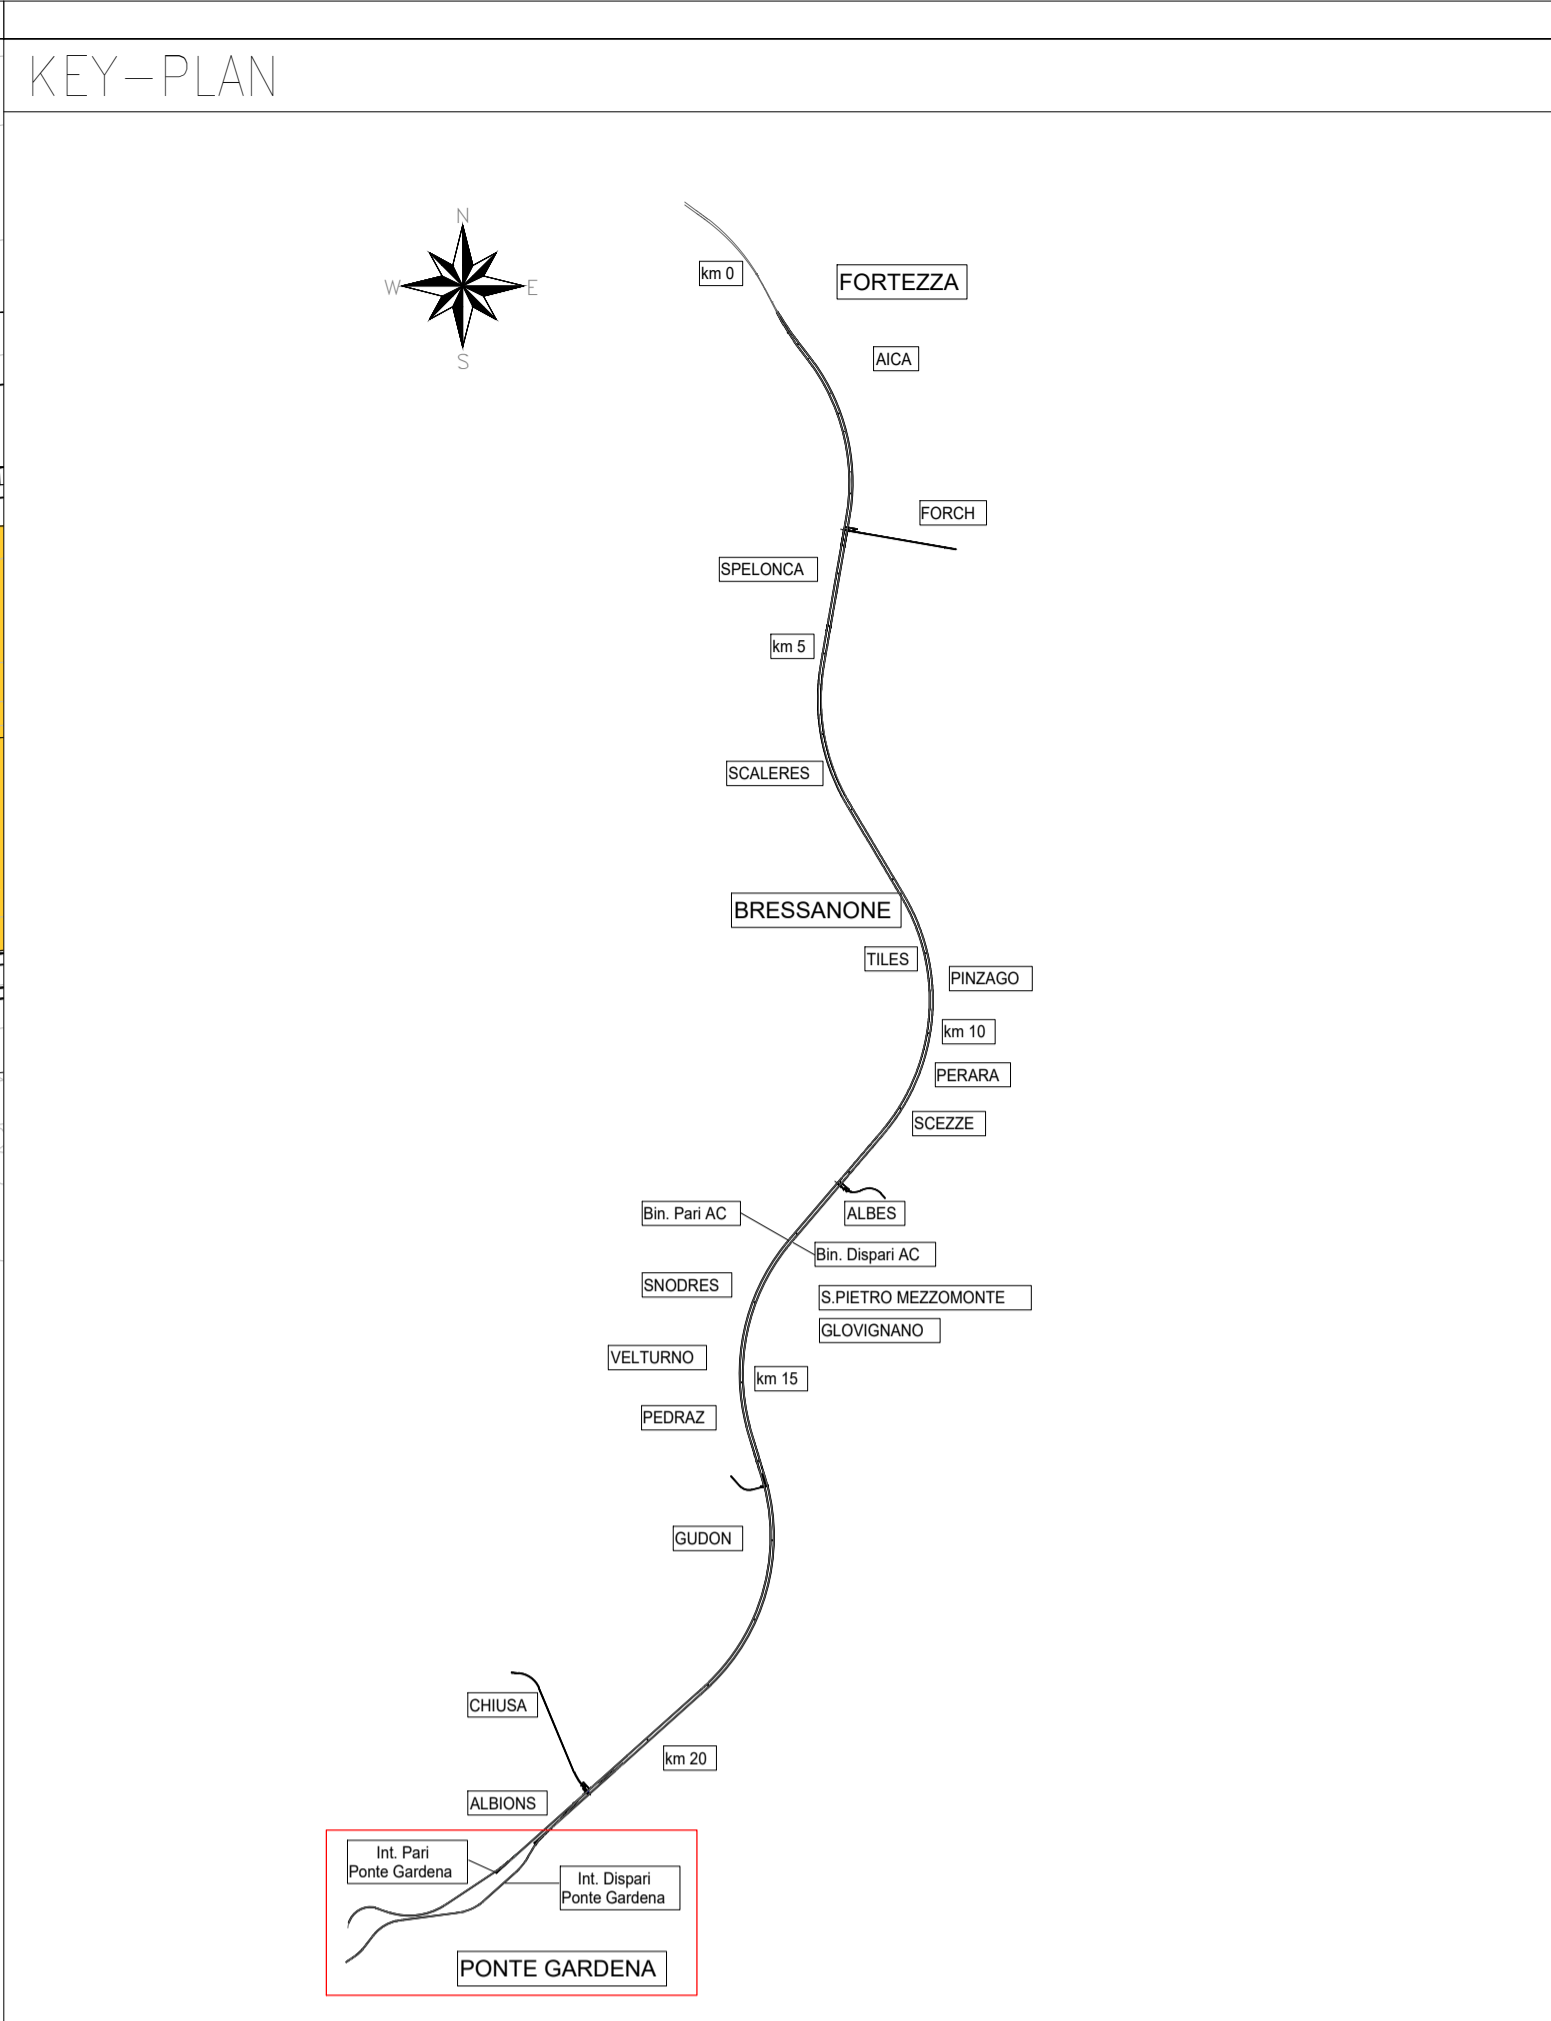 KEY-PLAN
N
W
E
S
km 0
FORTEZZA
AICA
FORCH
SPELONCA
km 5
SCALERES
BRESSANONE
TILES
PINZAGO
km 10
PERARA
SCEZZE
Bin. Pari AC
ALBES
Bin. Dispari AC
SNODRES
S.PIETRO MEZZOMONTE
GLOVIGNANO
VELTURNO
km 15
PEDRAZ
GUDON
CHIUSA
km 20
ALBIONS
Int. Pari
Ponte Gardena
Int. Dispari
Ponte Gardena
PONTE GARDENA